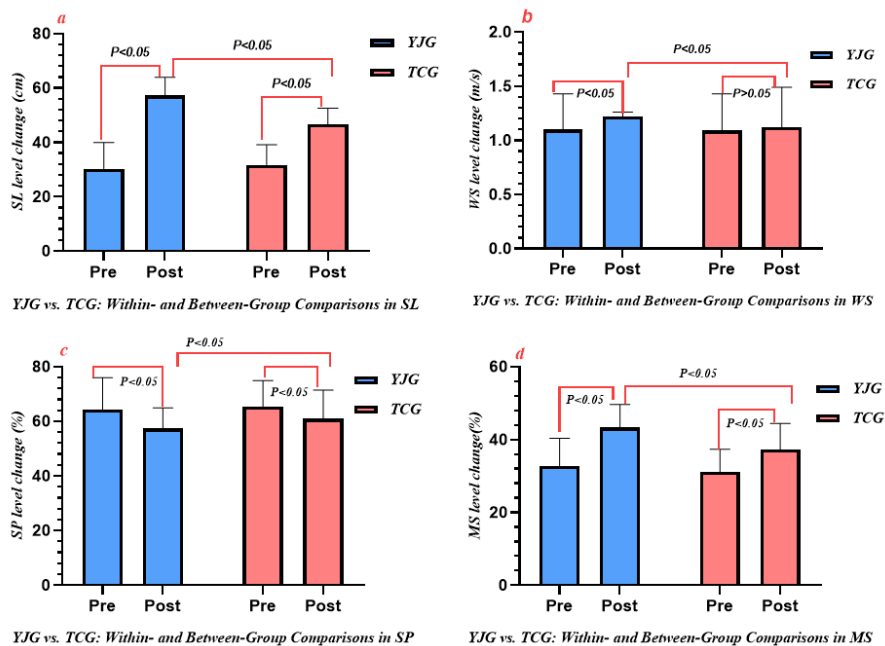 a
SL level change (cm)
80
60
40
20
0
P<0.05
P<0.05
P<0.05
YJG
TCG
Pre
Post
Pre
Post
YJG vs. TCG: Within- and Between-Group Comparisons in SL
b
WS level change (m/s)
2.0
1.5
1.0
0.5
0.0
P<0.05
P<0.05
P>0.05
YJG
TCG
Pre
Post
Pre
Post
YJG vs. TCG: Within- and Between-Group Comparisons in WS
c
SP level change (%)
80
60
40
20
0
P<0.05
P<0.05
P<0.05
YJG
TCG
Pre
Post
Pre
Post
YJG vs. TCG: Within- and Between-Group Comparisons in SP
d
MS level change(%)
60
40
20
0
P<0.05
P<0.05
P<0.05
YJG
TCG
Pre
Post
Pre
Post
YJG vs. TCG: Within- and Between-Group Comparisons in MS